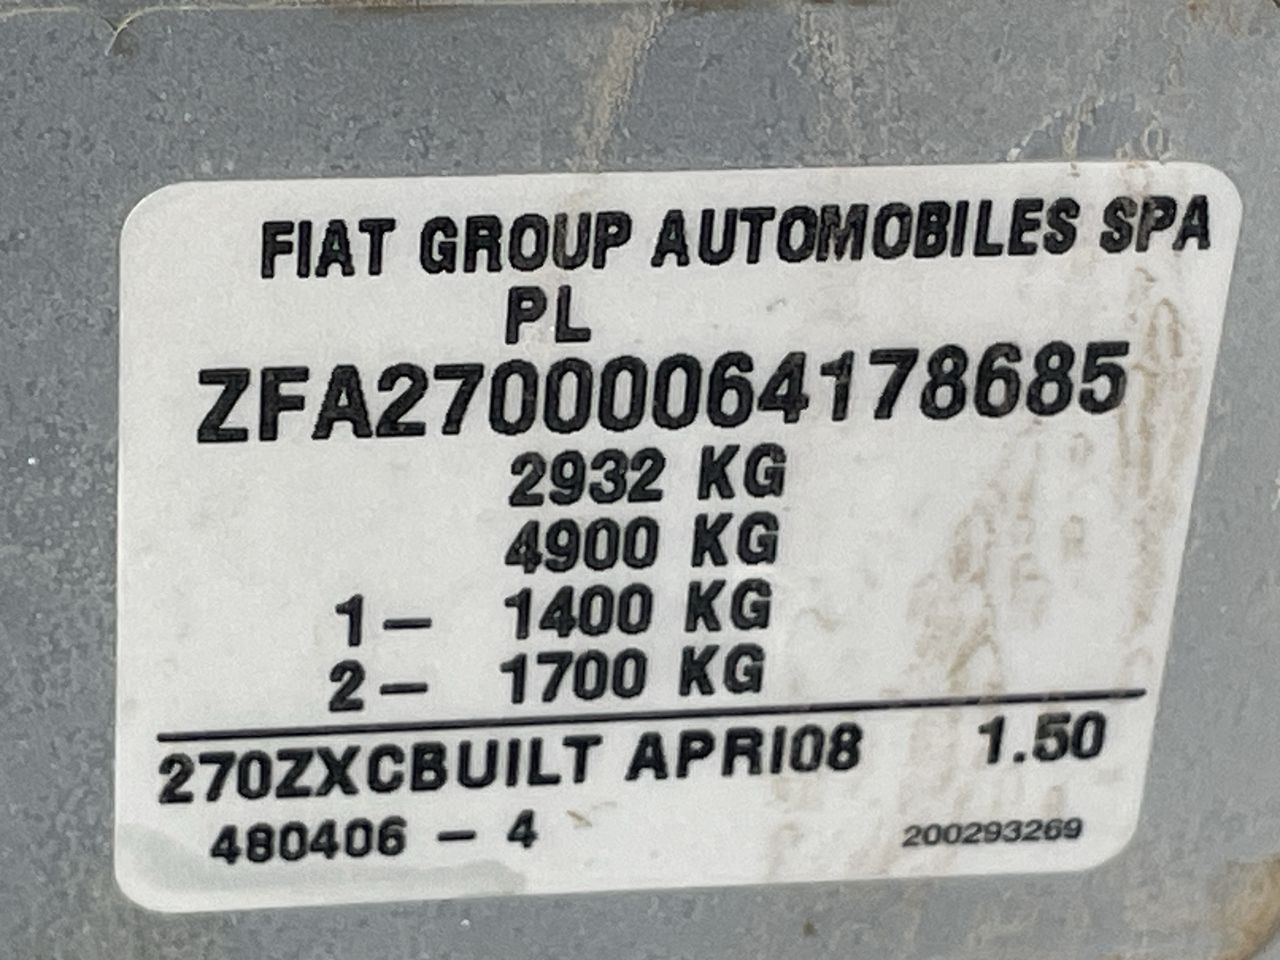 FIAT GROUP AUTOMOBILES SPA
PL
ZFA27000064178685
2932 KG
4900 KG
1- 1400 KG
2- 1700 KG
270ZXCBUILT APRI08 1.50
480406 - 4 200293269